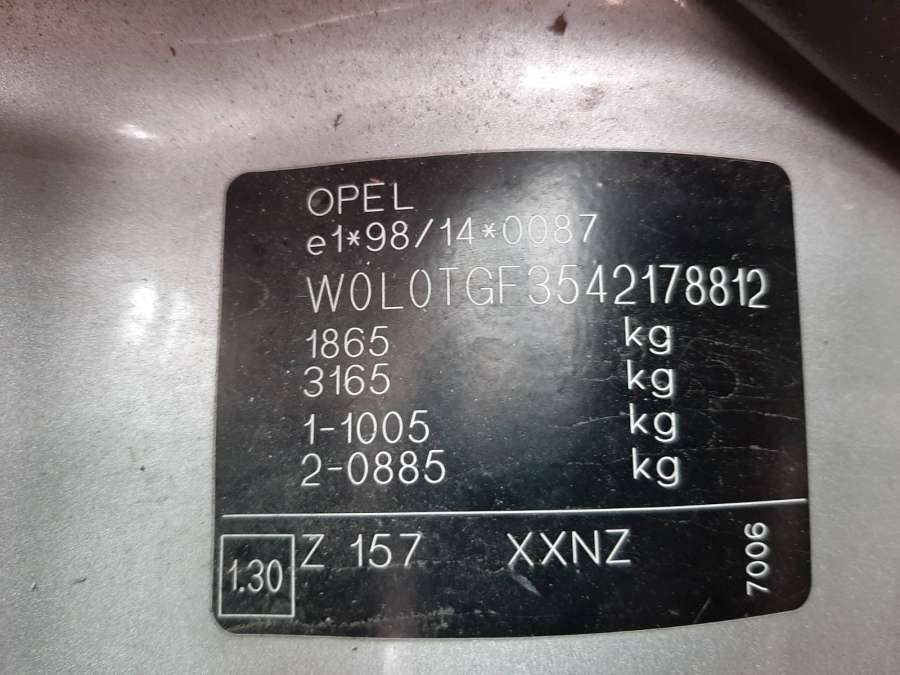 OPEL
e1*98/14*0087
W0L0TGF3542178812
1865 kg
3165 kg
1-1005 kg
2-0885 kg
1.30 Z 157 XXNZ 7006